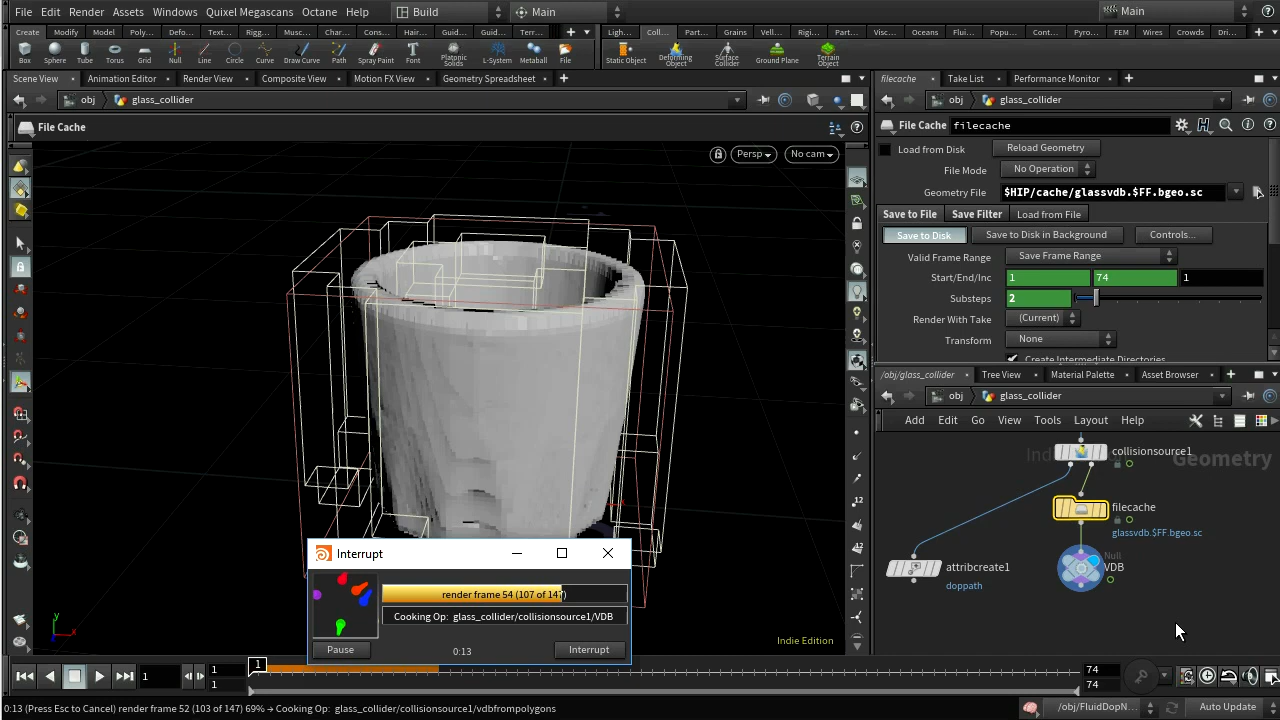 File Edit Render Assets Windows Quixel Megascans Octane Help Build Main Main
Create Modify Model Poly... Defo... Text... Rigg... Musc... Char... Cons... Hair... Guid... Guid... Terr... Ligh... Coll... Part... Grains Vell... Rigi... Part... Visc... Oceans Flui... Popu... Cont... Pyro... FEM Wires Crowds Dri...
Box Sphere Tube Torus Grid Null Line Circle Curve Draw Curve Path Spray Paint Font Platonic Solids L-System Metaball File Static Object Deforming Object Surface Collider Ground Plane Terrain Object
Scene View Animation Editor Render View Composite View Motion FX View Geometry Spreadsheet
filecache Take List Performance Monitor
obj glass_collider
obj glass_collider
File Cache
File Cache filecache
Persp No cam
Load from Disk Reload Geometry
File Mode No Operation
Geometry File $HIP/cache/glassvdb.$FF.bgeo.sc
Save to File Save Filter Load from File
Save to Disk Save to Disk in Background Controls...
Valid Frame Range Save Frame Range
Start/End/Inc 1 74 1
Substeps 2
Render With Take (Current)
Transform None
Create Intermediate Directories
/obj/glass_collider Tree View Material Palette Asset Browser
obj glass_collider
Add Edit Go View Tools Layout Help
Geometry
collisionsource1
filecache
glassvdb.$FF.bgeo.sc
Null
VDB
attribcreate1
doppath
Interrupt
render frame 54 (107 of 147)
Cooking Op: glass_collider/collisionsource1/VDB
Pause 0:13 Interrupt
y
x
Indie Edition
1 1 1 1 74 74
0:13 (Press Esc to Cancel) render frame 52 (103 of 147) 69% → Cooking Op: glass_collider/collisionsource1/vdbfrompolygons
/obj/FluidDopN... Auto Update